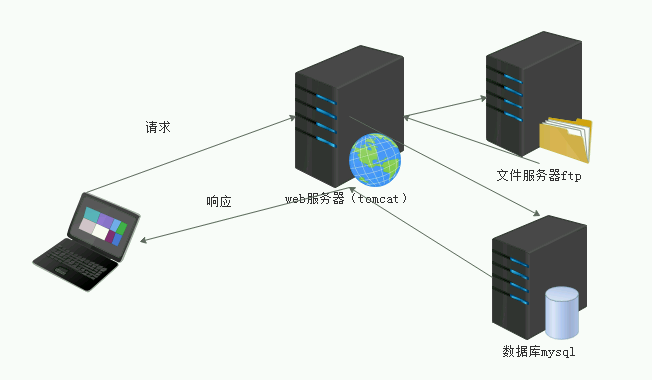 请求
文件服务器ftp
响应
web服务器（tomcat）
数据库mysql